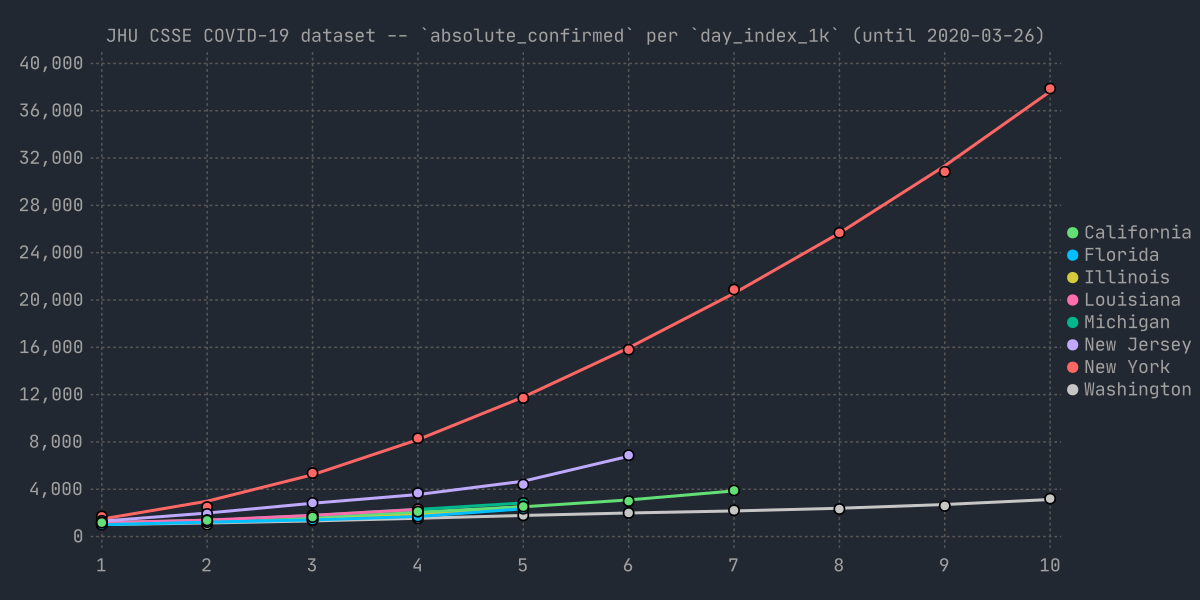 JHU CSSE COVID-19 dataset -- `absolute_confirmed` per `day_index_1k` (until 2020-03-26)
40,000
36,000
32,000
28,000
24,000
20,000
16,000
12,000
8,000
4,000
0
1 2 3 4 5 6 7 8 9 10
California
Florida
Illinois
Louisiana
Michigan
New Jersey
New York
Washington